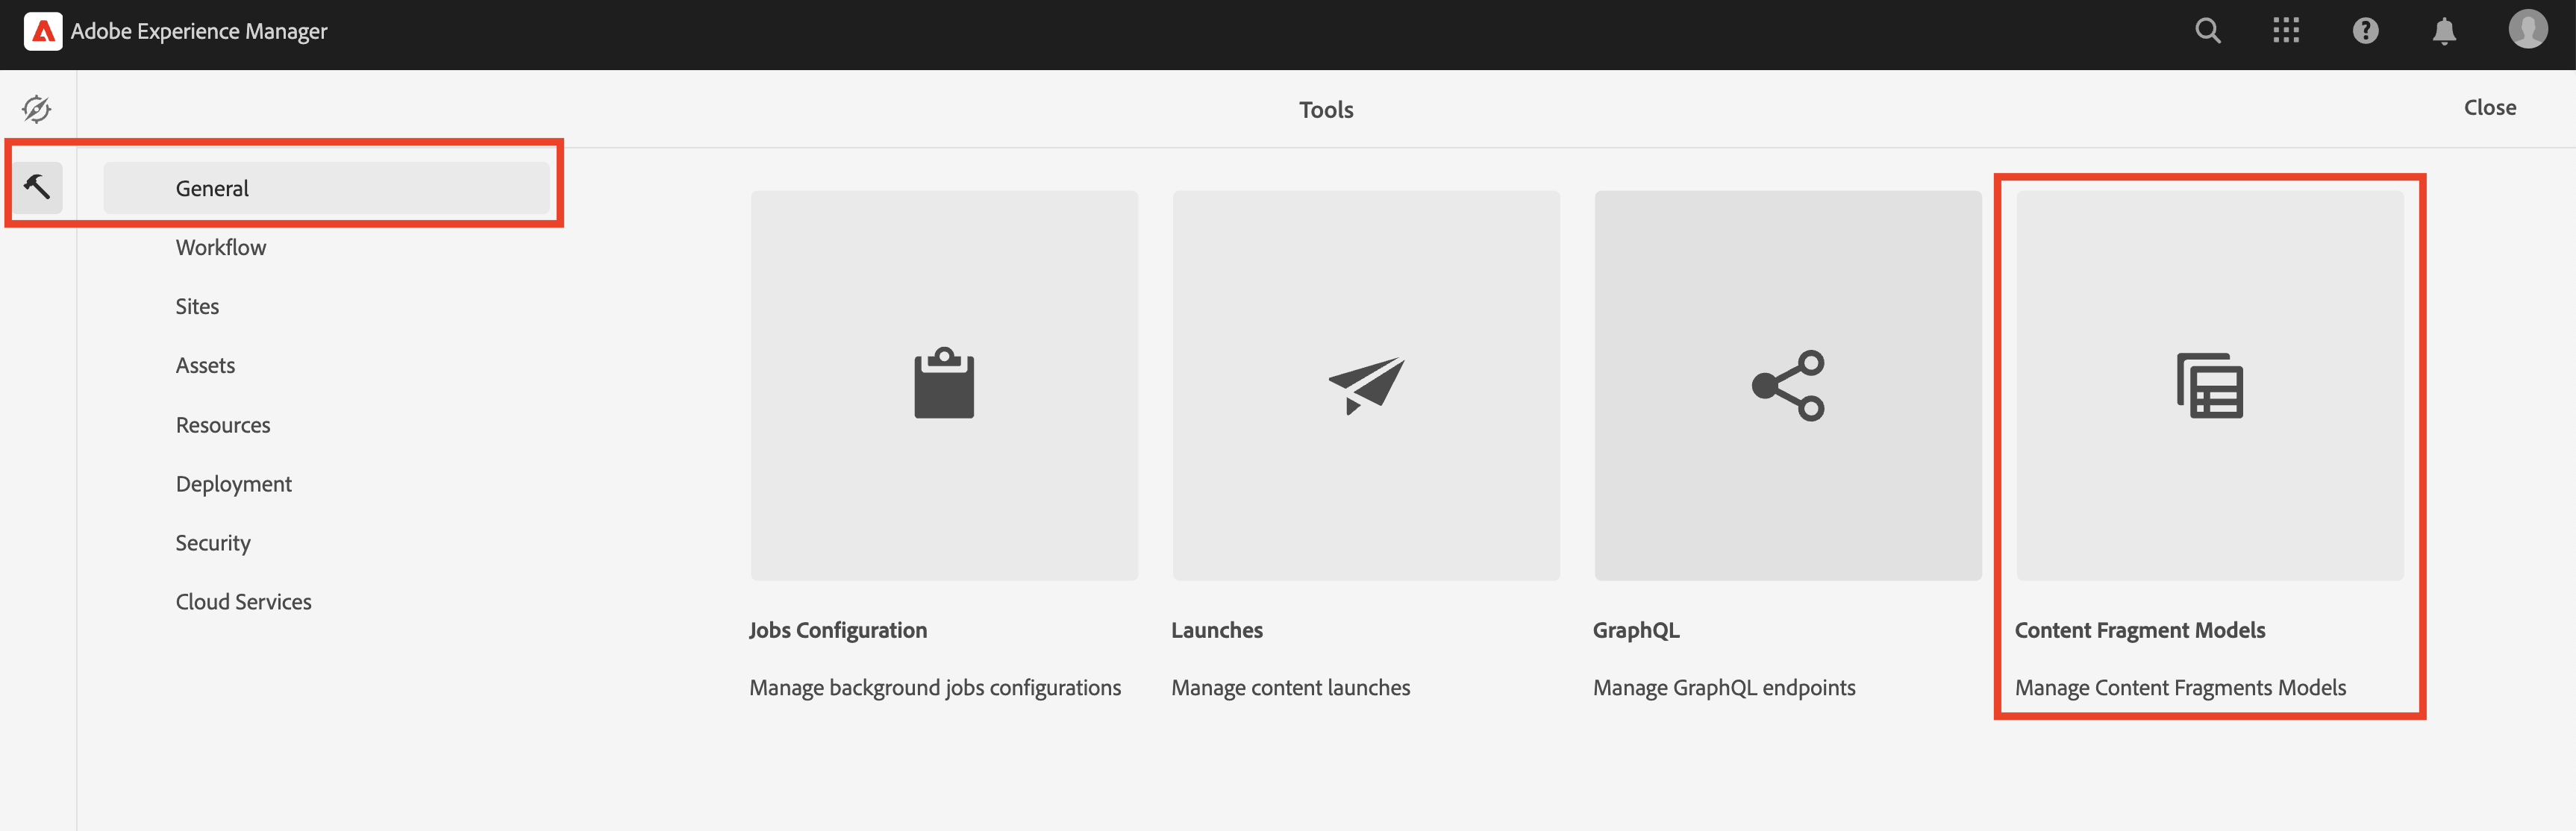 Adobe Experience Manager
Tools
Close
General
Workflow
Sites
Assets
Resources
Deployment
Security
Cloud Services
Jobs Configuration
Manage background jobs configurations
Launches
Manage content launches
GraphQL
Manage GraphQL endpoints
Content Fragment Models
Manage Content Fragments Models